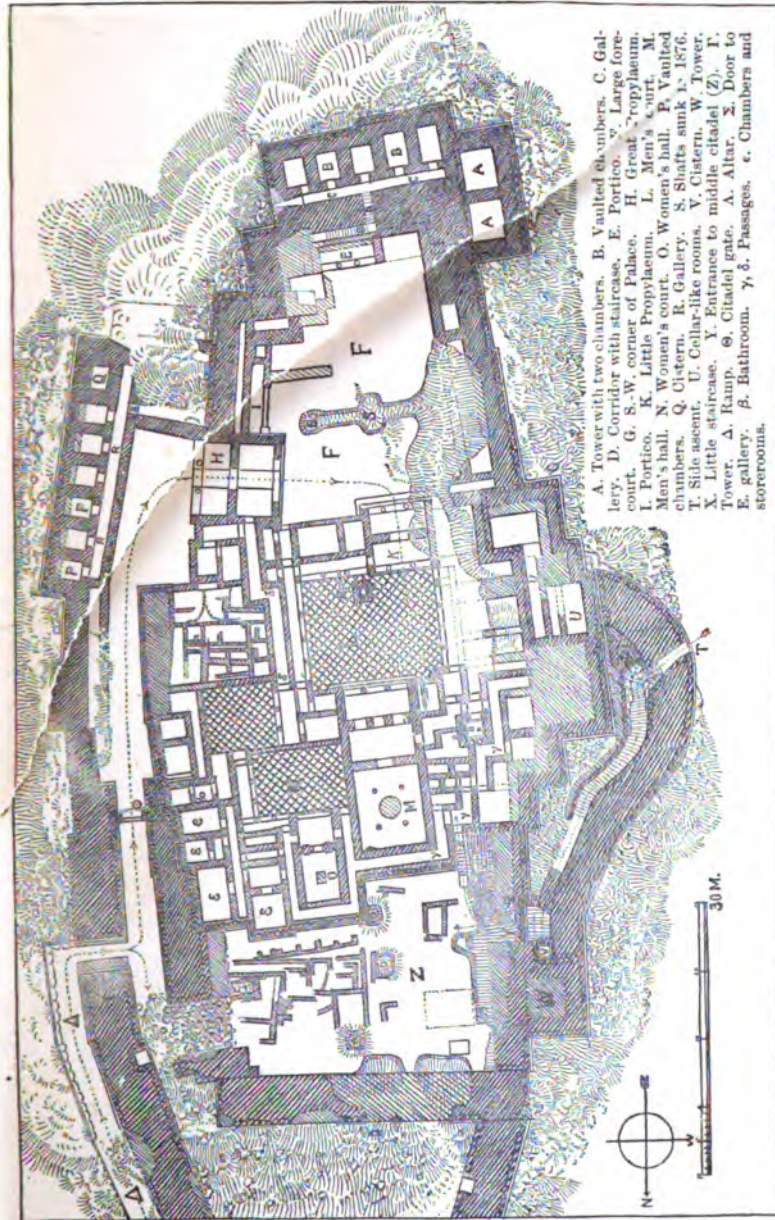 A. Tower with two chambers. B. Vaulted chambers. C. Gal-
lery. D. Corridor with staircase. E. Portico. F. Large fore-
court. G. S.-W. corner of Palace. H. Great Propylaeum.
I. Portico. K. Little Propylaeum. L. Men's court. M.
Men's hall. N. Women's court. O. Women's hall. P. Vaulted
chambers. Q. Cistern. R. Gallery. S. Shafts sunk 1876.
T. Side ascent. U. Cellar-like rooms. V. Cistern. W. Tower.
X. Little staircase. Y. Entrance to middle citadel (Z). Γ.
Tower. Δ. Ramp. Θ. Citadel gate. Λ. Altar. Σ. Door to
E. gallery. β. Bathroom. γ, δ. Passages. ε. Chambers and
storerooms.
Δ
Δ
P
P
P
R
R
Q
H
F
F
B
B
A
A
E
K
M
O
ε
ε
ε
Z
U
T
W
γ
N
W
30 M.